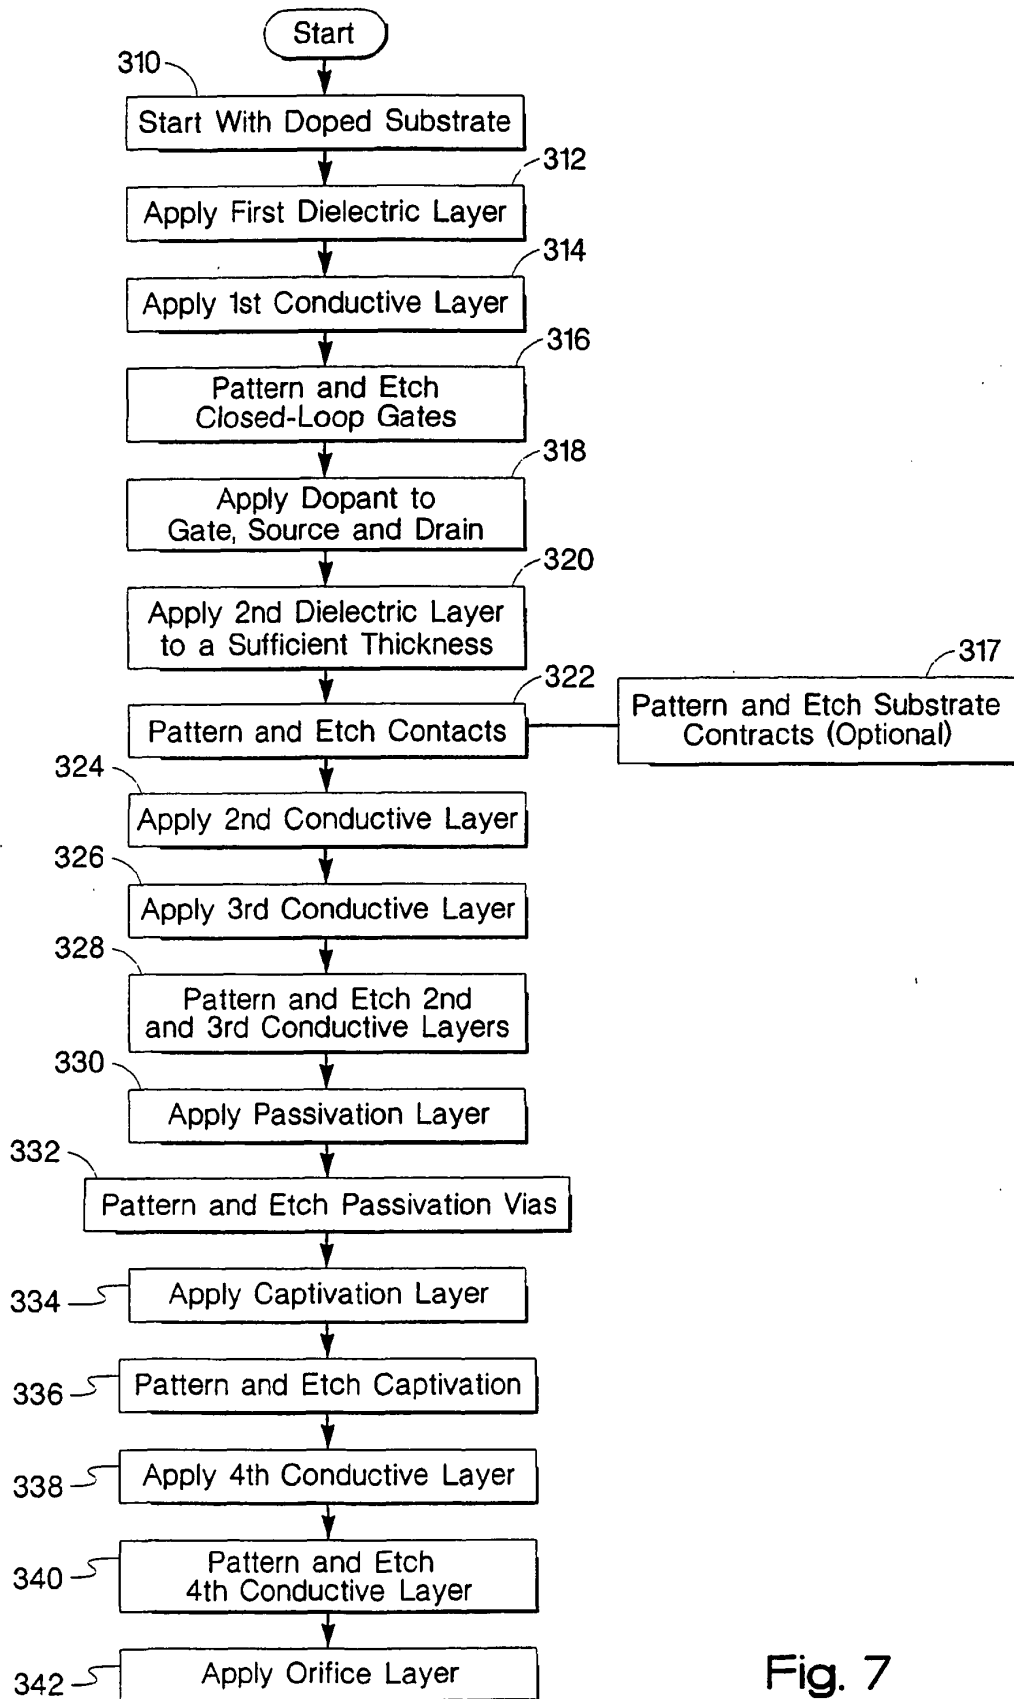 Start
310
Start With Doped Substrate
312
Apply First Dielectric Layer
314
Apply 1st Conductive Layer
316
Pattern and Etch
Closed-Loop Gates
318
Apply Dopant to
Gate, Source and Drain
320
Apply 2nd Dielectric Layer
to a Sufficient Thickness
322
Pattern and Etch Contacts
317
Pattern and Etch Substrate
Contracts (Optional)
324
Apply 2nd Conductive Layer
326
Apply 3rd Conductive Layer
328
Pattern and Etch 2nd
and 3rd Conductive Layers
330
Apply Passivation Layer
332
Pattern and Etch Passivation Vias
334
Apply Captivation Layer
336
Pattern and Etch Captivation
338
Apply 4th Conductive Layer
340
Pattern and Etch
4th Conductive Layer
342
Apply Orifice Layer
Fig. 7